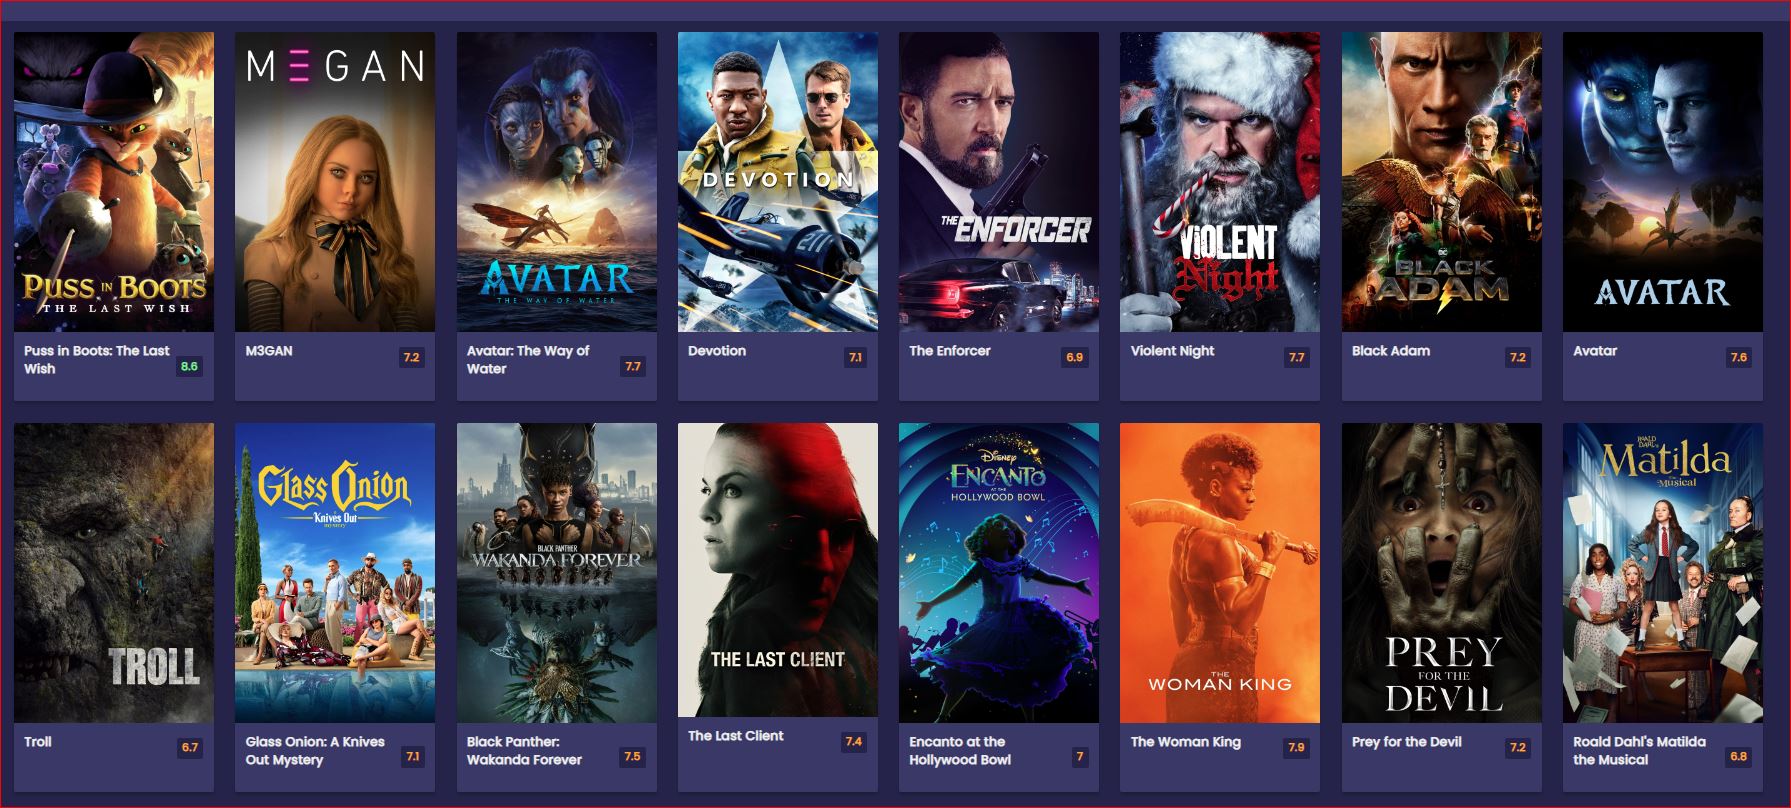 MEGAN
DEVOTION
THE ENFORCER
VIOLENT
Night
DC
BLACK
ADAM
AVATAR
PUSS IN BOOTS
THE LAST WISH
AVATAR
THE WAY OF WATER
Puss in Boots: The Last
Wish
8.6
M3GAN
7.2
Avatar: The Way of
Water
7.7
Devotion
7.1
The Enforcer
6.9
Violent Night
7.7
Black Adam
7.2
Avatar
7.6
TROLL
Glass Onion
Knives Out
MYSTERY
BLACK PANTHER
WAKANDA FOREVER
THE LAST CLIENT
DISNEY
ENCANTO
AT THE
HOLLYWOOD BOWL
THE
WOMAN KING
PREY
FOR THE
DEVIL
ROALD
DAHL'S
Matilda
The
Musical
Troll
6.7
Glass Onion: A Knives
Out Mystery
7.1
Black Panther:
Wakanda Forever
7.5
The Last Client
7.4
Encanto at the
Hollywood Bowl
7
The Woman King
7.9
Prey for the Devil
7.2
Roald Dahl's Matilda
the Musical
6.8